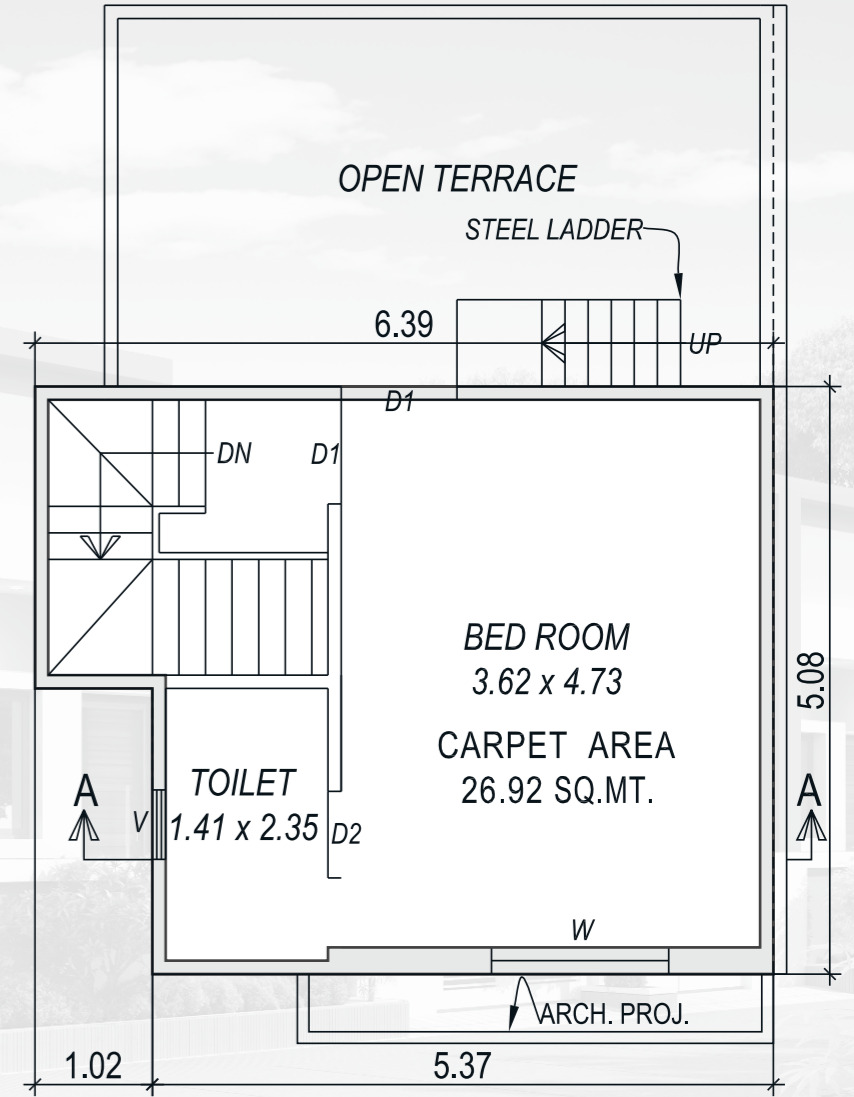 OPEN TERRACE
STEEL LADDER
6.39
UP
D1
DN
D1
BED ROOM
3.62 x 4.73
5.08
CARPET AREA
26.92 SQ.MT.
TOILET
1.41 x 2.35
A
V
D2
A
W
ARCH. PROJ.
1.02
5.37